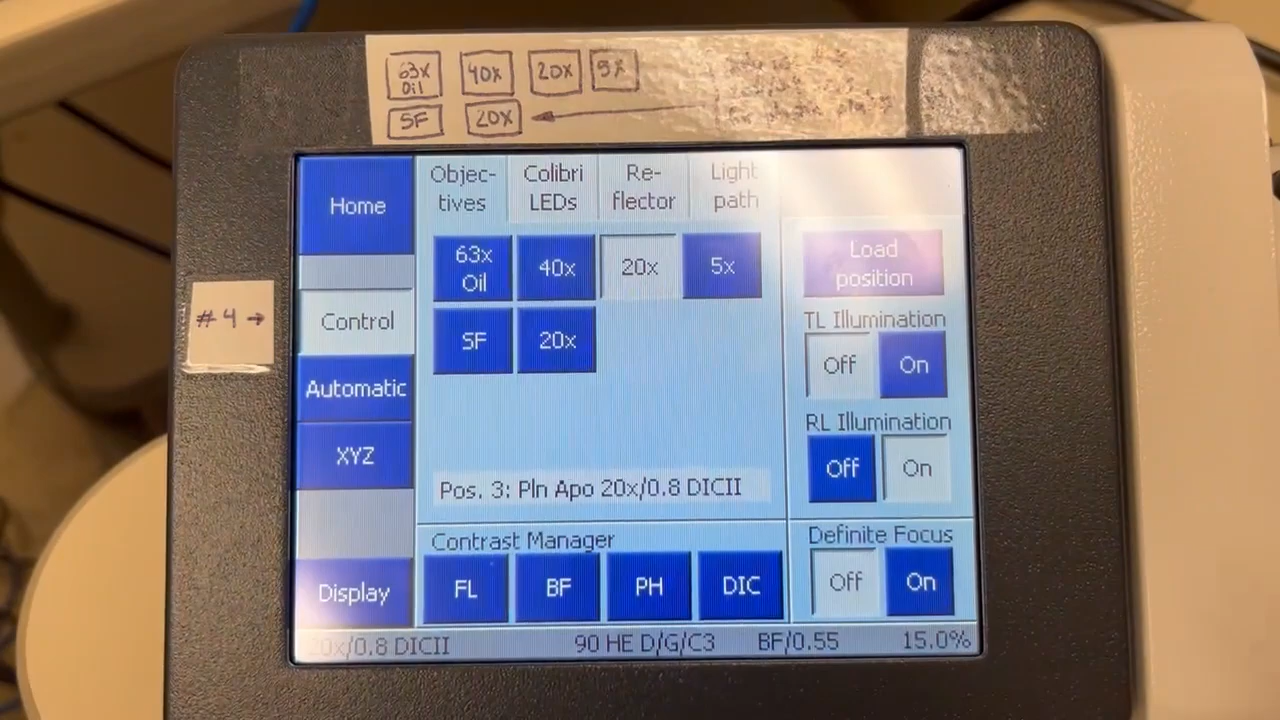 63x Oil 40x 20x 5x
SF 20x
#4 →
Home
Control
Automatic
XYZ
Display
Objec-tives
Colibri LEDs
Re-flector
Light path
63x Oil
40x
20x
5x
SF
20x
Pos. 3: Pln Apo 20x/0.8 DICII
Load position
TL Illumination
Off On
RL Illumination
Off On
Contrast Manager
FL BF PH DIC
Definite Focus
Off On
20x/0.8 DICII 90 HE D/G/C3 BF/0.55 15.0%